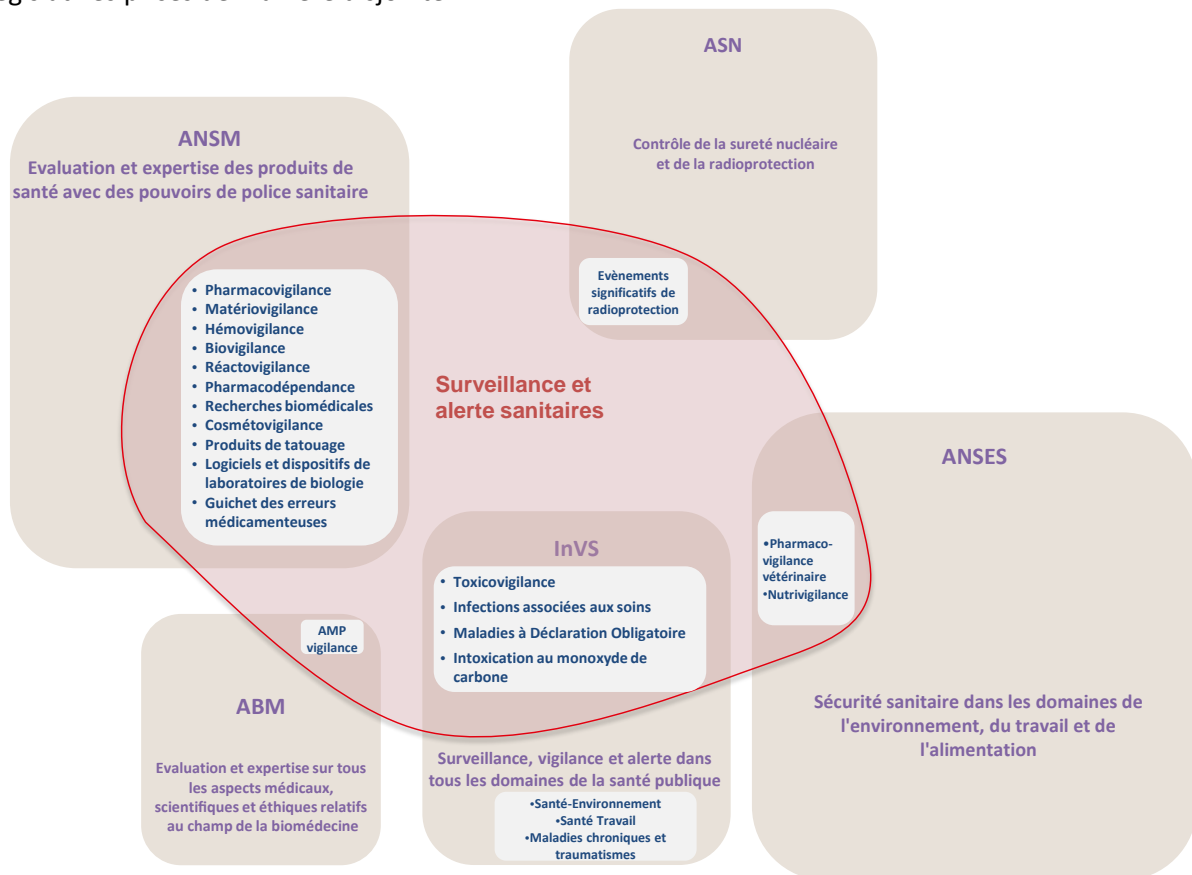 ASN
Contrôle de la sureté nucléaire
et de la radioprotection
ANSM
Evaluation et expertise des produits de
santé avec des pouvoirs de police sanitaire
Evènements
significatifs de
radioprotection
• Pharmacovigilance
• Matériovigilance
• Hémovigilance
• Biovigilance
• Réactovigilance
• Pharmacodépendance
• Recherches biomédicales
• Cosmétovigilance
• Produits de tatouage
• Logiciels et dispositifs de
laboratoires de biologie
• Guichet des erreurs
médicamenteuses
Surveillance et
alerte sanitaires
ANSES
•Pharmaco-
vigilance
vétérinaire
•Nutrivigilance
Sécurité sanitaire dans les domaines de
l'environnement, du travail et de
l'alimentation
InVS
• Toxicovigilance
• Infections associées aux soins
• Maladies à Déclaration Obligatoire
• Intoxication au monoxyde de
carbone
Surveillance, vigilance et alerte dans
tous les domaines de la santé publique
•Santé-Environnement
•Santé Travail
•Maladies chroniques et
traumatismes
AMP
vigilance
ABM
Evaluation et expertise sur tous
les aspects médicaux,
scientifiques et éthiques relatifs
au champ de la biomédecine